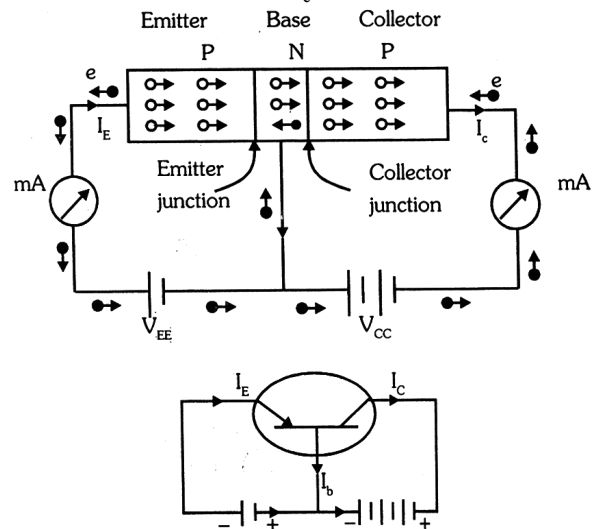 Emitter Base Collector
P N P
e e
I_E I_c
Emitter junction
Collector junction
mA mA
V_EE V_CC
I_E I_C
I_b
- + - +